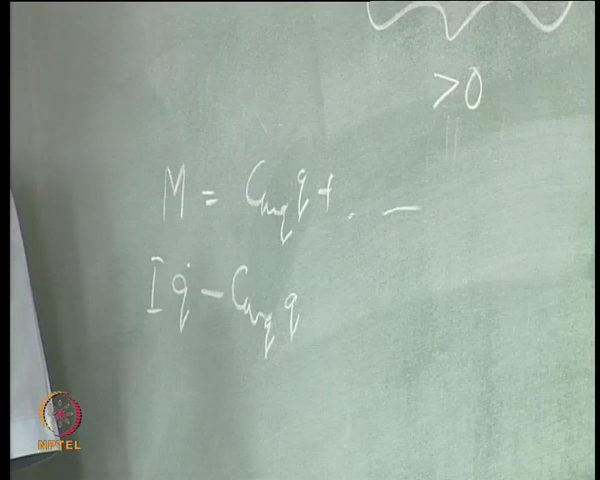 >0
M = Cmq q + . —
I q̇ – Cmq q
NPTEL